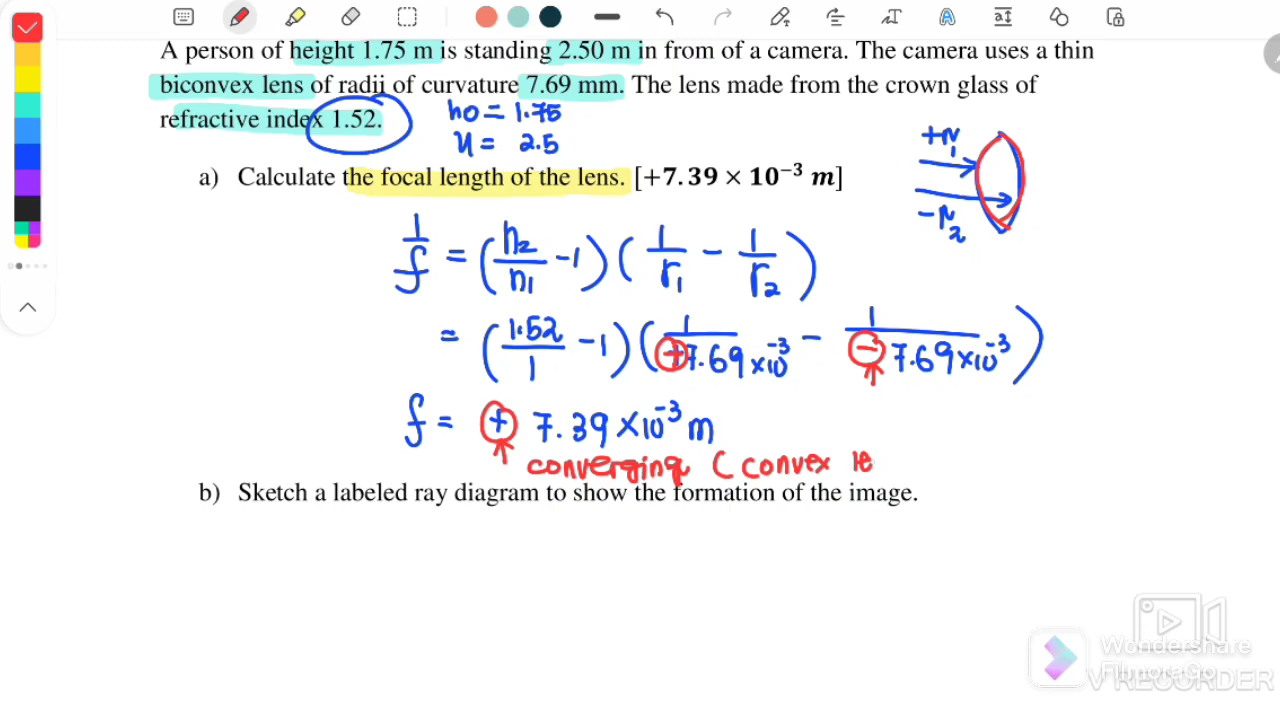 A person of height 1.75 m is standing 2.50 m in from of a camera. The camera uses a thin
biconvex lens of radii of curvature 7.69 mm. The lens made from the crown glass of
refractive index 1.52.
ho = 1.75
u = 2.5
+r₁
-r₂
a) Calculate the focal length of the lens. [+7.39 × 10⁻³ m]
1/f = (n₂/n₁ - 1) (1/r₁ - 1/r₂)
= (1.52/1 - 1) (1/+7.69×10⁻³ - 1/-7.69×10⁻³)
f = + 7.39×10⁻³ m
converging (convex le
b) Sketch a labeled ray diagram to show the formation of the image.
Wondershare
FilmoraGo
V RECORDER